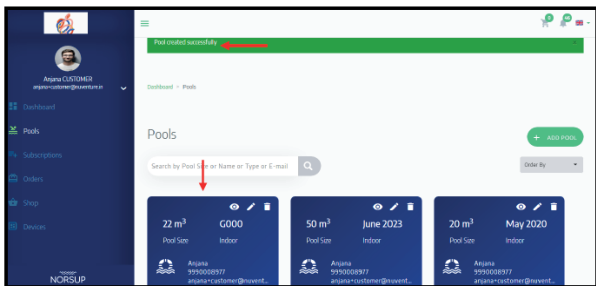 Pool created successfully
Anjana CUSTOMER
anjana+customer@nuventure.in
Dashboard > Pools
Dashboard
Pools
Subscriptions
Orders
Shop
Devices
NORSUP
Pools
+ ADD POOL
Search by Pool Size or Name or Type or E-mail
Order By
22 m³ G000
Pool Size Indoor
Anjana
9990008977
anjana+customer@nuvent...
50 m³ June 2023
Pool Size Indoor
Anjana
9990008977
anjana+customer@nuvent...
20 m³ May 2020
Pool Size Indoor
Anjana
9990008977
anjana+customer@nuvent...